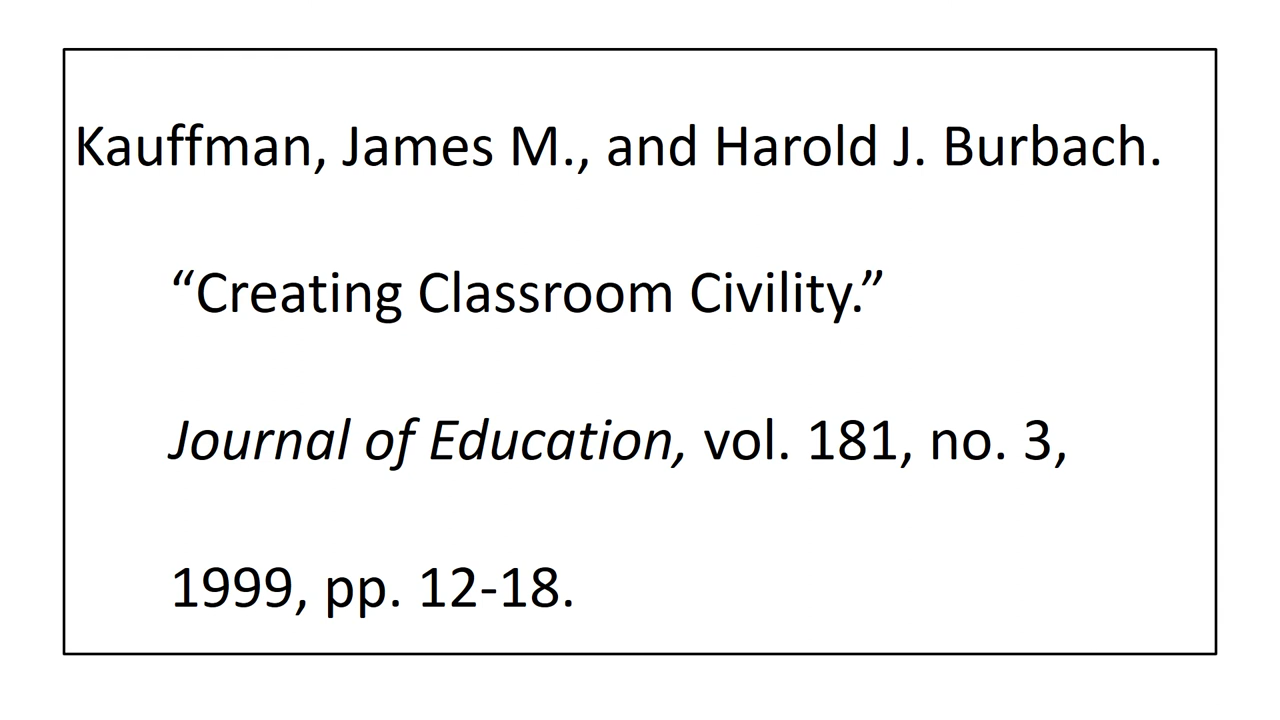 Kauffman, James M., and Harold J. Burbach.
“Creating Classroom Civility.”
Journal of Education, vol. 181, no. 3,
1999, pp. 12-18.